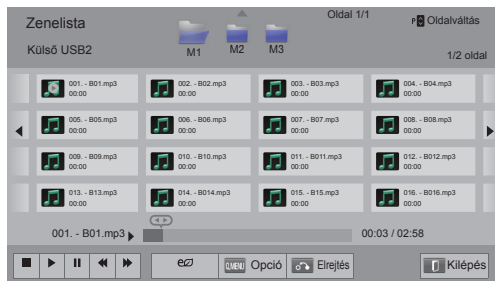 Zenelista
Oldal 1/1
P Oldalváltás
Külső USB2
M1 M2 M3
1/2 oldal
001. - B01.mp3 002. - B02.mp3 003. - B03.mp3 004. - B04.mp3
00:00 00:00 00:00 00:00
005. - B05.mp3 006. - B06.mp3 007. - B07.mp3 008. - B08.mp3
00:00 00:00 00:00 00:00
009. - B09.mp3 010. - B10.mp3 011. - B011.mp3 012. - B12.mp3
00:00 00:00 00:00 00:00
013. - B13.mp3 014. - B014.mp3 015. - B15.mp3 016. - B016.mp3
00:00 00:00 00:00 00:00
001. - B01.mp3 00:03 / 02:58
Q.MENU Opció Elrejtés Kilépés